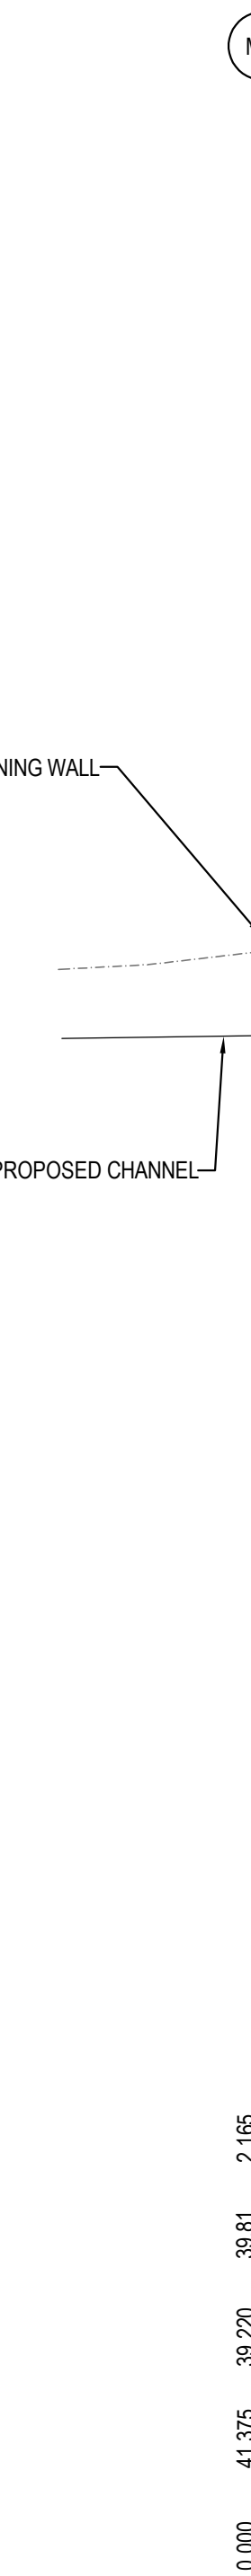 NING WALL
PROPOSED CHANNEL
2.165
39.81
39.220
41.375
0.000